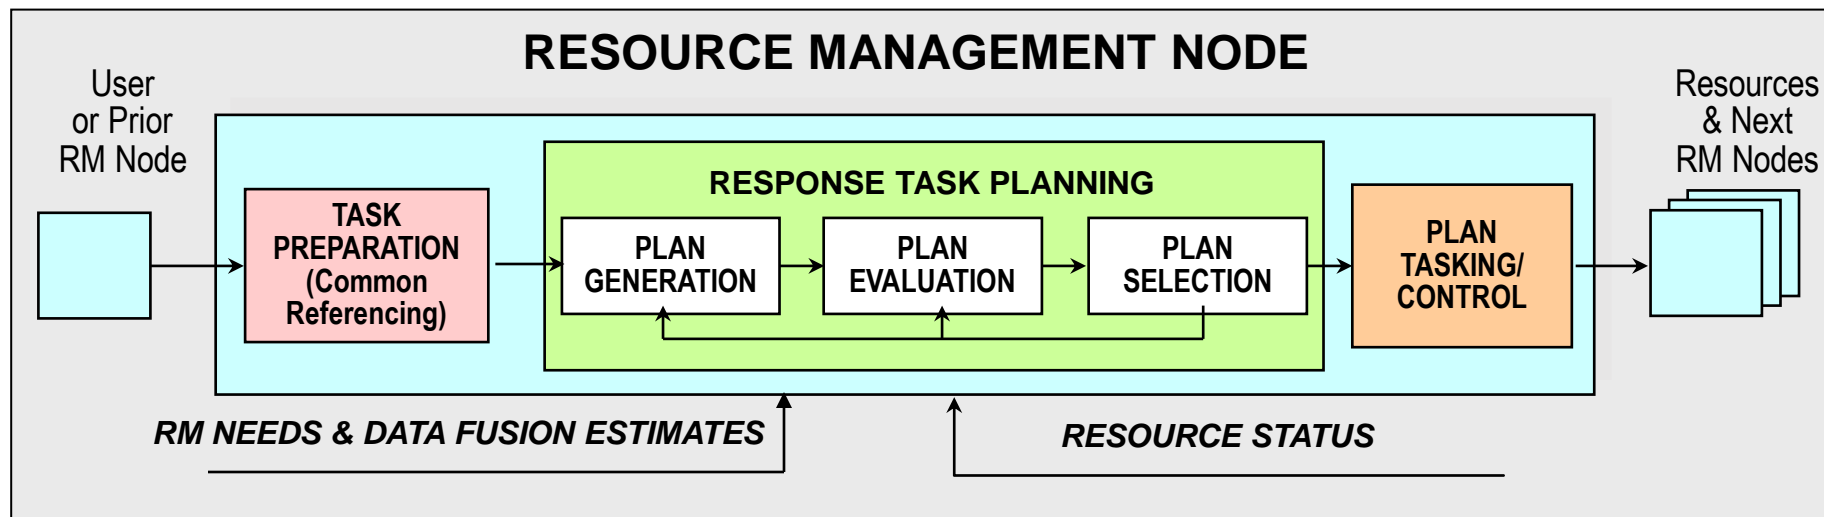 RESOURCE MANAGEMENT NODE
User
or Prior
RM Node
Resources
& Next
RM Nodes
RESPONSE TASK PLANNING
TASK
PREPARATION
(Common
Referencing)
PLAN
GENERATION
PLAN
EVALUATION
PLAN
SELECTION
PLAN
TASKING/
CONTROL
RM NEEDS & DATA FUSION ESTIMATES
RESOURCE STATUS